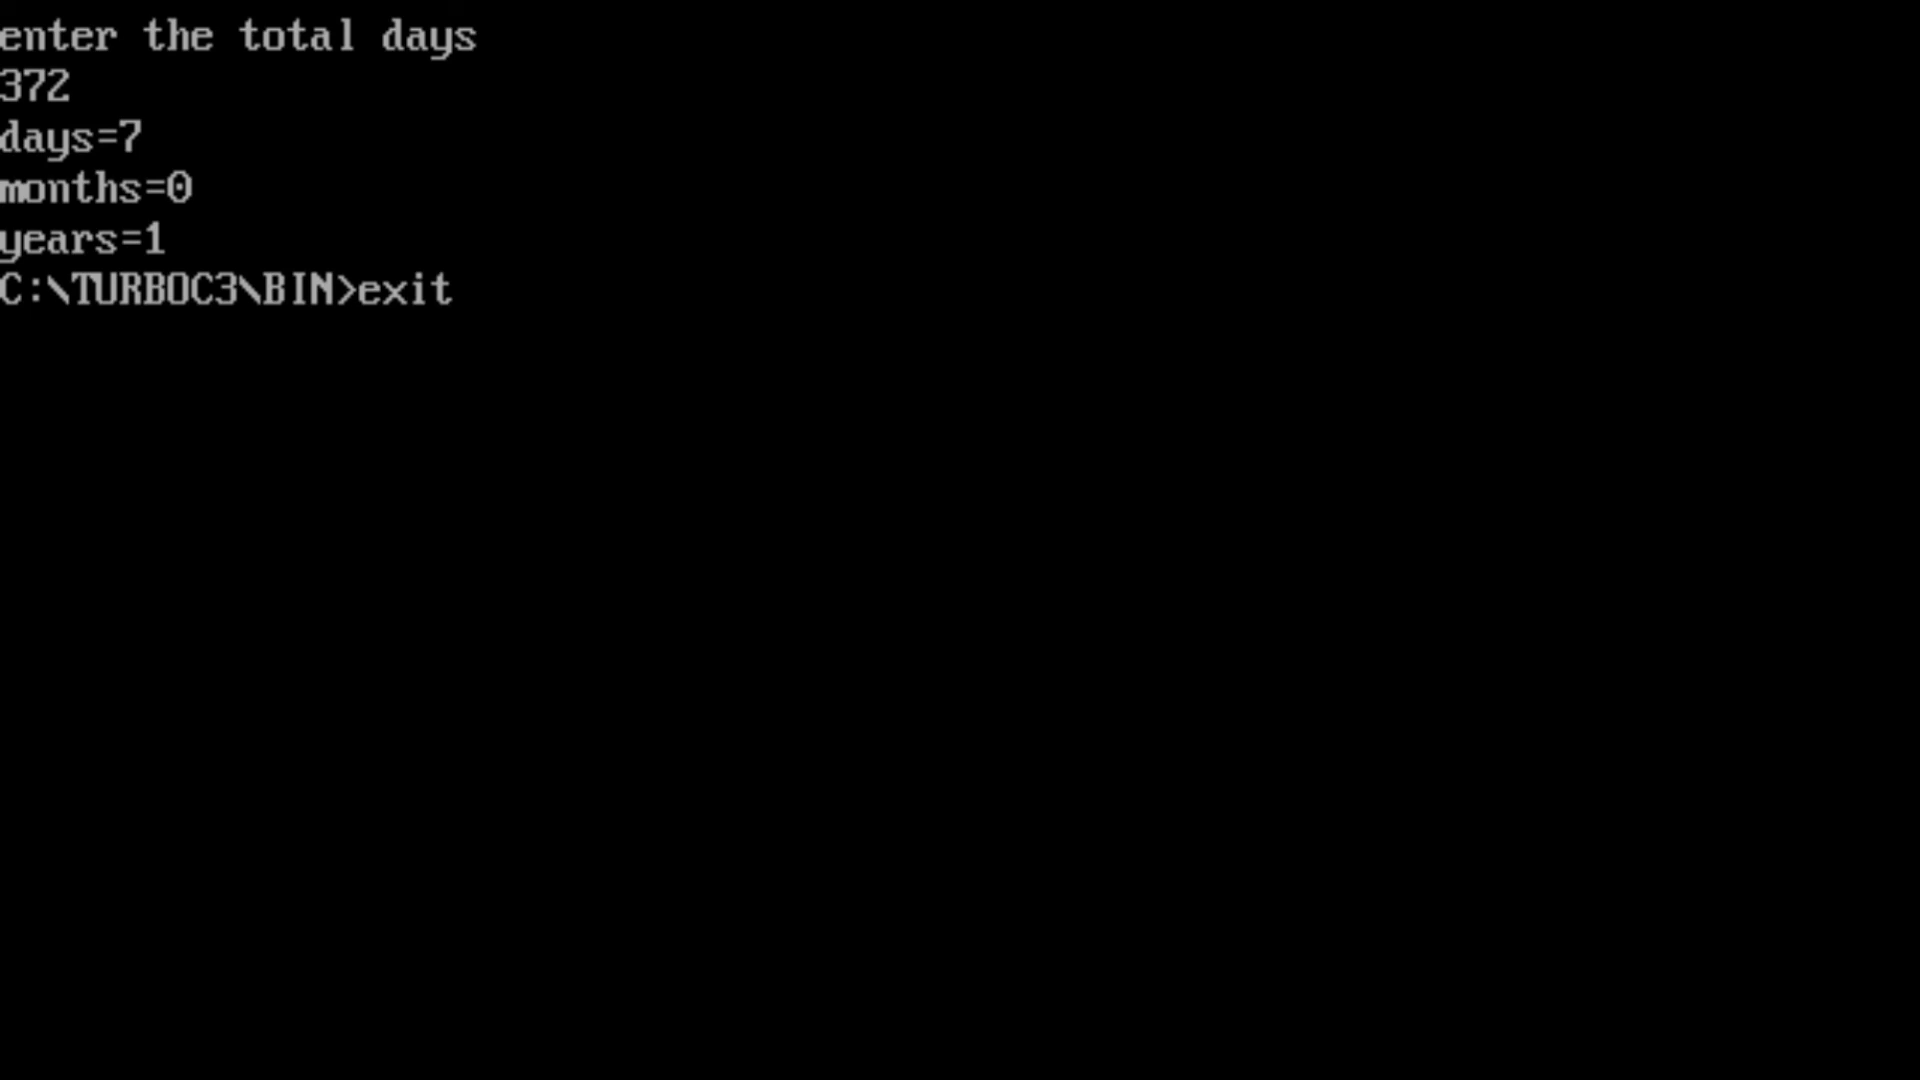 enter the total days
372
days=7
months=0
years=1
C:\TURBOC3\BIN>exit